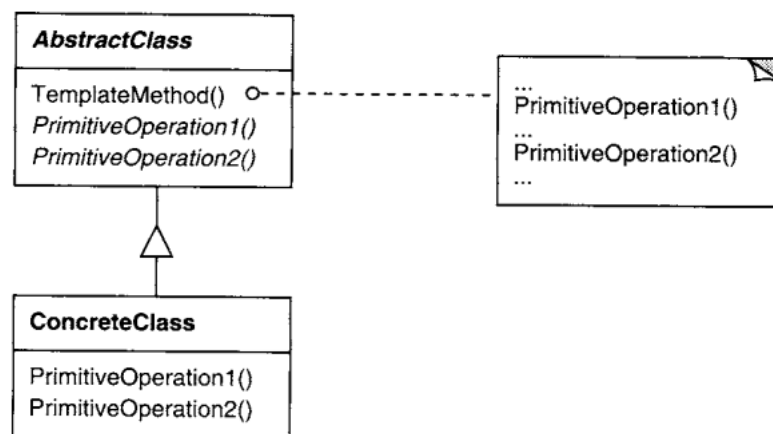 AbstractClass
TemplateMethod()
PrimitiveOperation1()
PrimitiveOperation2()
...
PrimitiveOperation1()
...
PrimitiveOperation2()
...
ConcreteClass
PrimitiveOperation1()
PrimitiveOperation2()